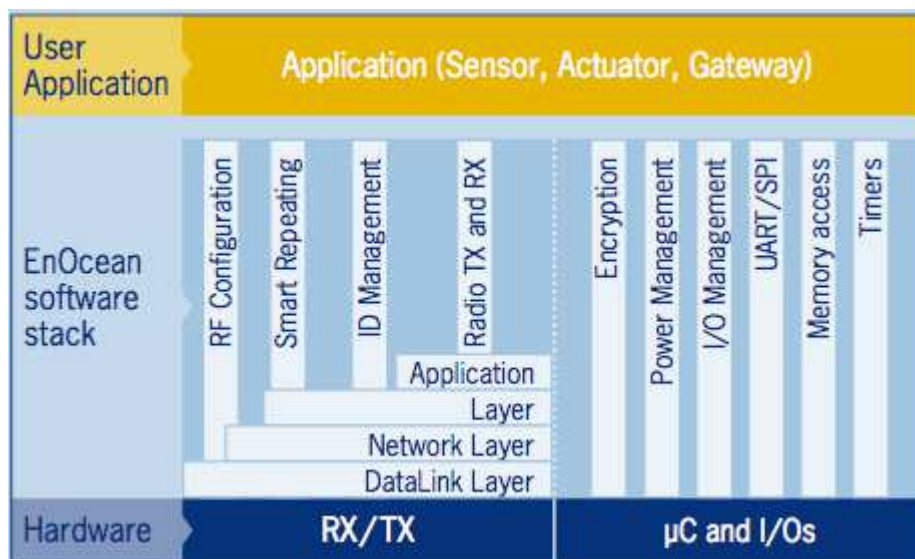 User
Application
Application (Sensor, Actuator, Gateway)
EnOcean
software
stack
RF Configuration
Smart Repeating
ID Management
Radio TX and RX
Application
Layer
Network Layer
DataLink Layer
Encryption
Power Management
I/O Management
UART/SPI
Memory access
Timers
Hardware
RX/TX
µC and I/Os